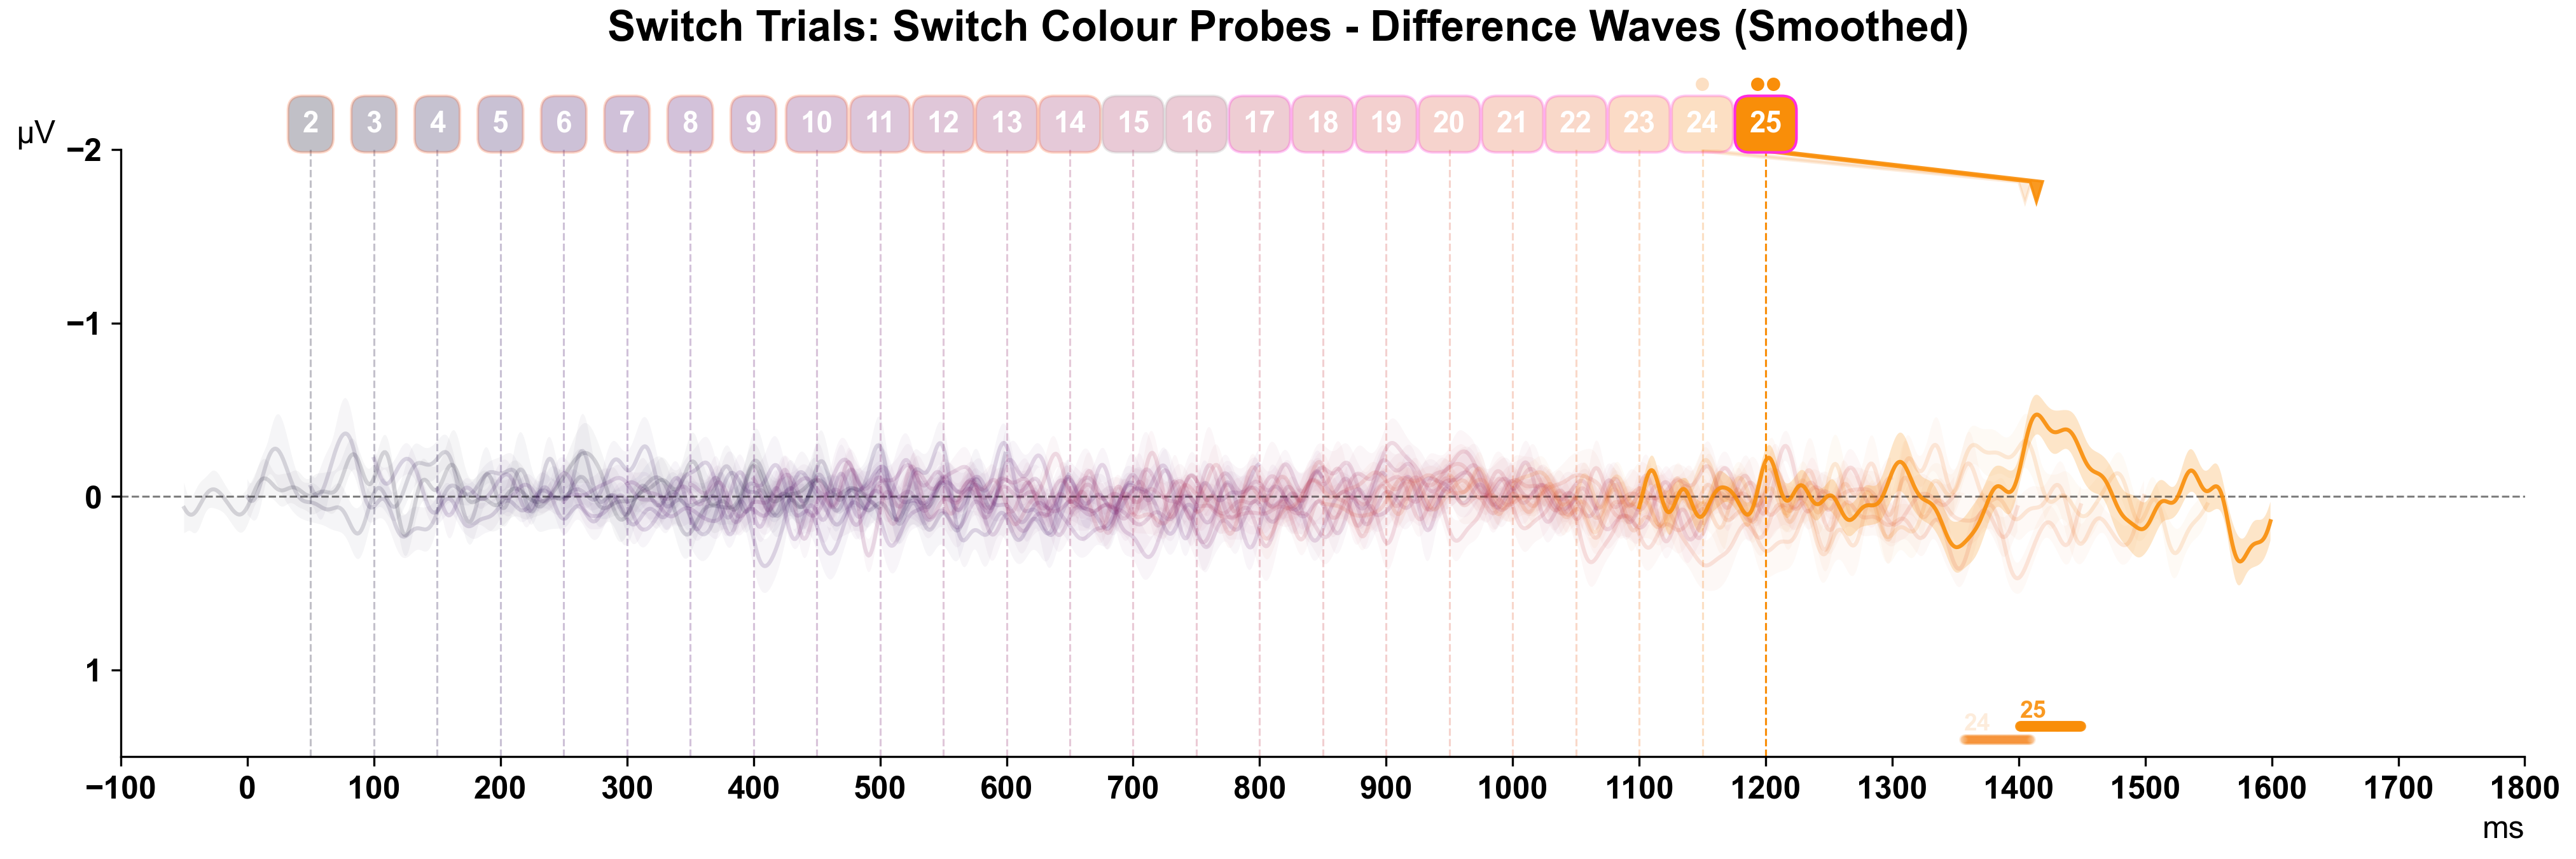 Switch Trials: Switch Colour Probes - Difference Waves (Smoothed)
2 3 4 5 6 7 8 9 10 11 12 13 14 15 16 17 18 19 20 21 22 23 24 25
µV
−2
−1
0
1
25
24
−100 0 100 200 300 400 500 600 700 800 900 1000 1100 1200 1300 1400 1500 1600 1700 1800
ms